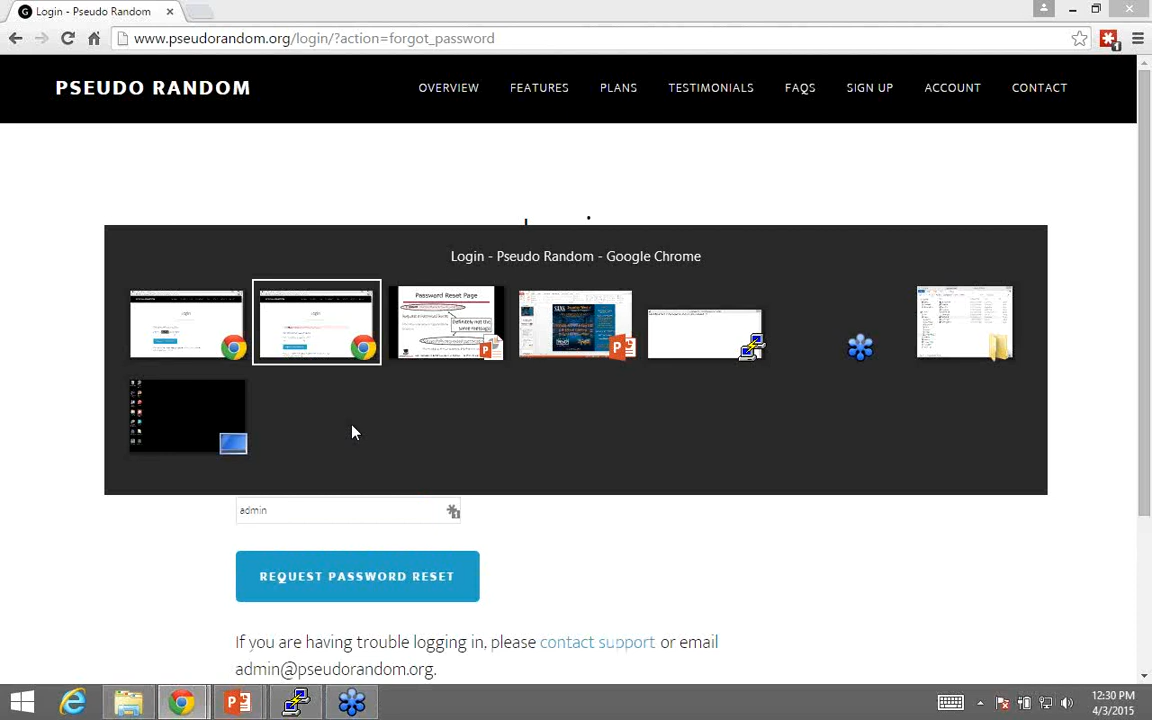 Login - Pseudo Random
www.pseudorandom.org/login/?action=forgot_password
PSEUDO RANDOM
OVERVIEW
FEATURES
PLANS
TESTIMONIALS
FAQS
SIGN UP
ACCOUNT
CONTACT
Login - Pseudo Random - Google Chrome
Password Reset Page
admin
REQUEST PASSWORD RESET
If you are having trouble logging in, please contact support or email
admin@pseudorandom.org.
12:30 PM
4/3/2015